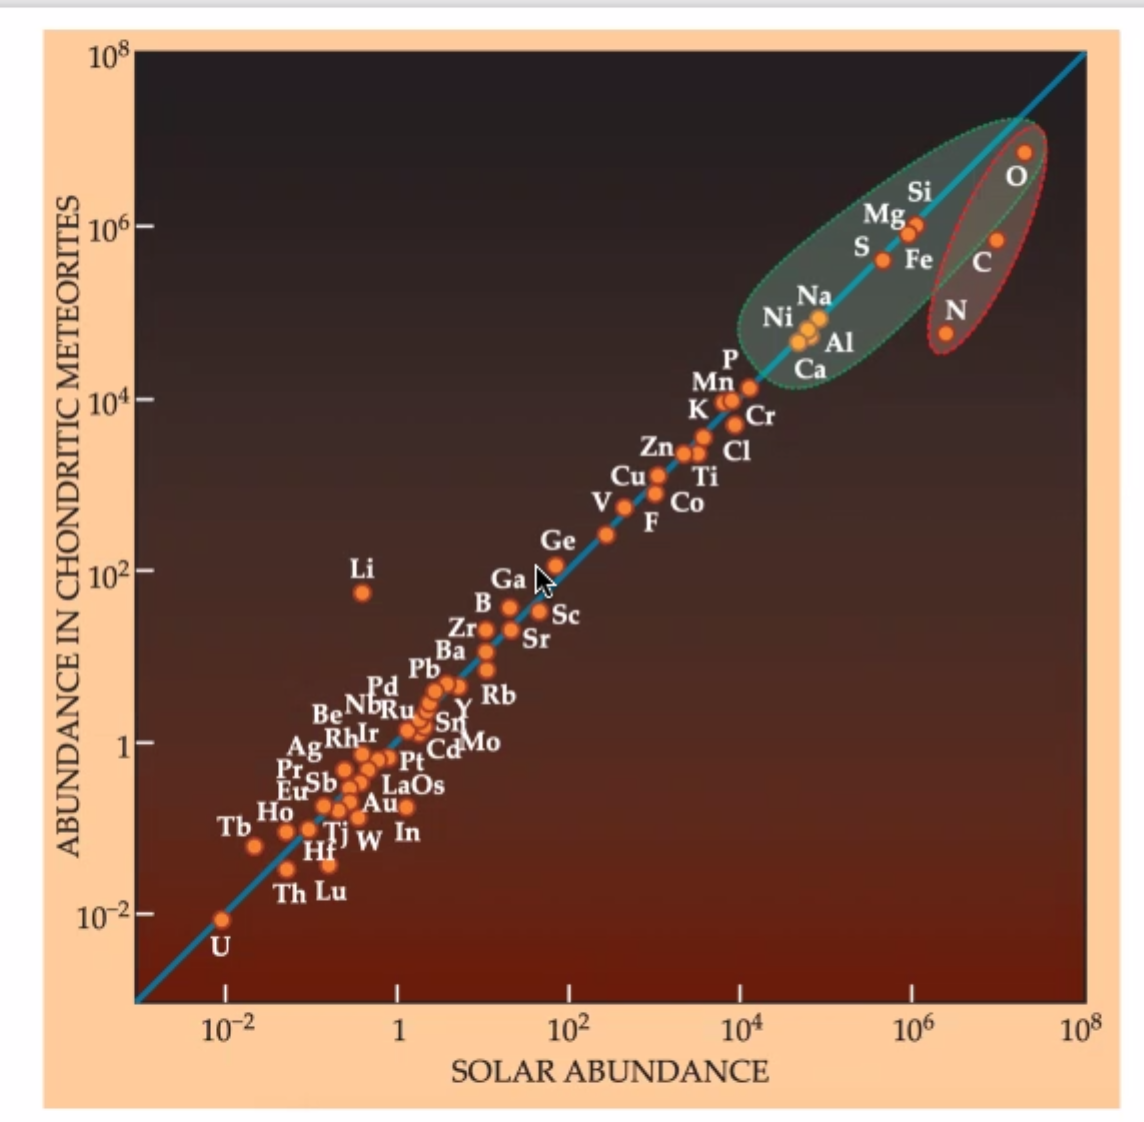 10⁸
10⁶
10⁴
10²
1
10⁻²
ABUNDANCE IN CHONDRITIC METEORITES
O
Si
Mg
S
Fe
C
Na
N
Ni
Al
Ca
P
Mn
K
Cr
Cl
Zn
Ti
Cu
V
Co
F
Ge
Li
Ga
B
Sc
Zr
Sr
Ba
Pb
Pd
Rb
Nb
Ru
Y
Be
Sn
Rh
Ir
Mo
Ag
Cd
Pt
Pr
Sb
La
Os
Eu
Au
Ho
Tb
Tj
In
W
Hf
Th
Lu
U
10⁻²
1
10²
10⁴
10⁶
10⁸
SOLAR ABUNDANCE